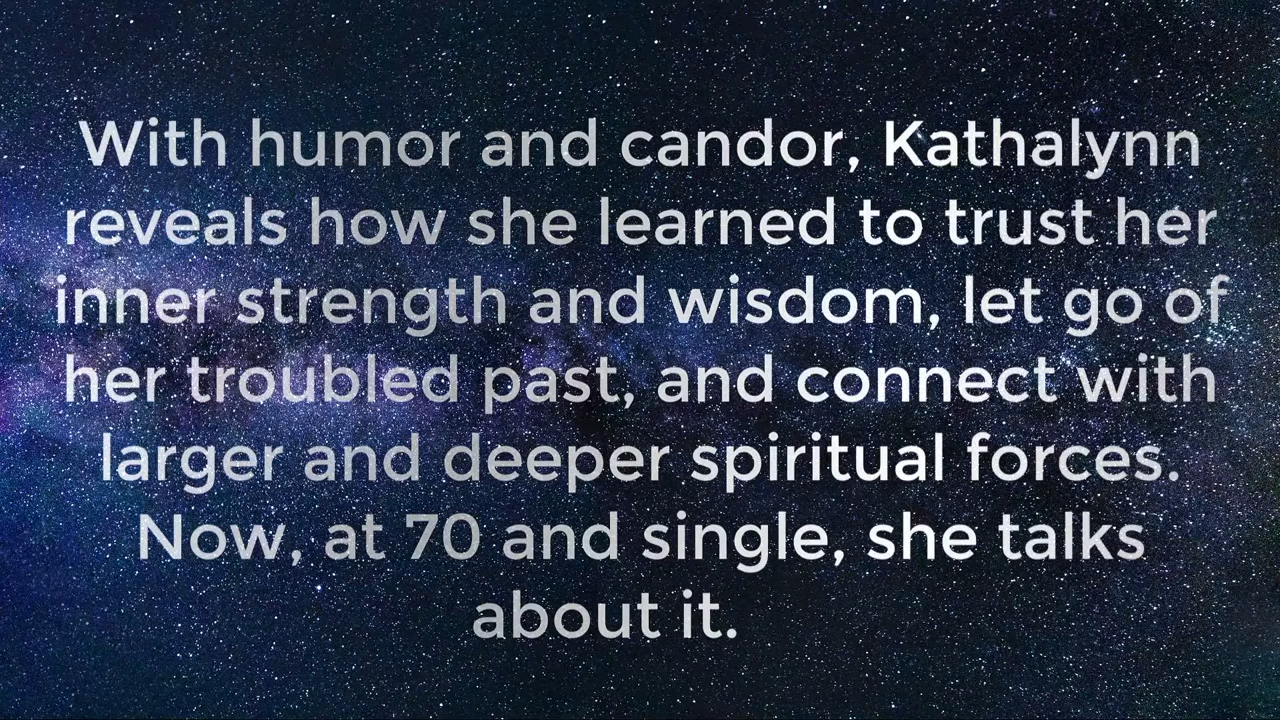 With humor and candor, Kathalynn
reveals how she learned to trust her
inner strength and wisdom, let go of
her troubled past, and connect with
larger and deeper spiritual forces.
Now, at 70 and single, she talks
about it.